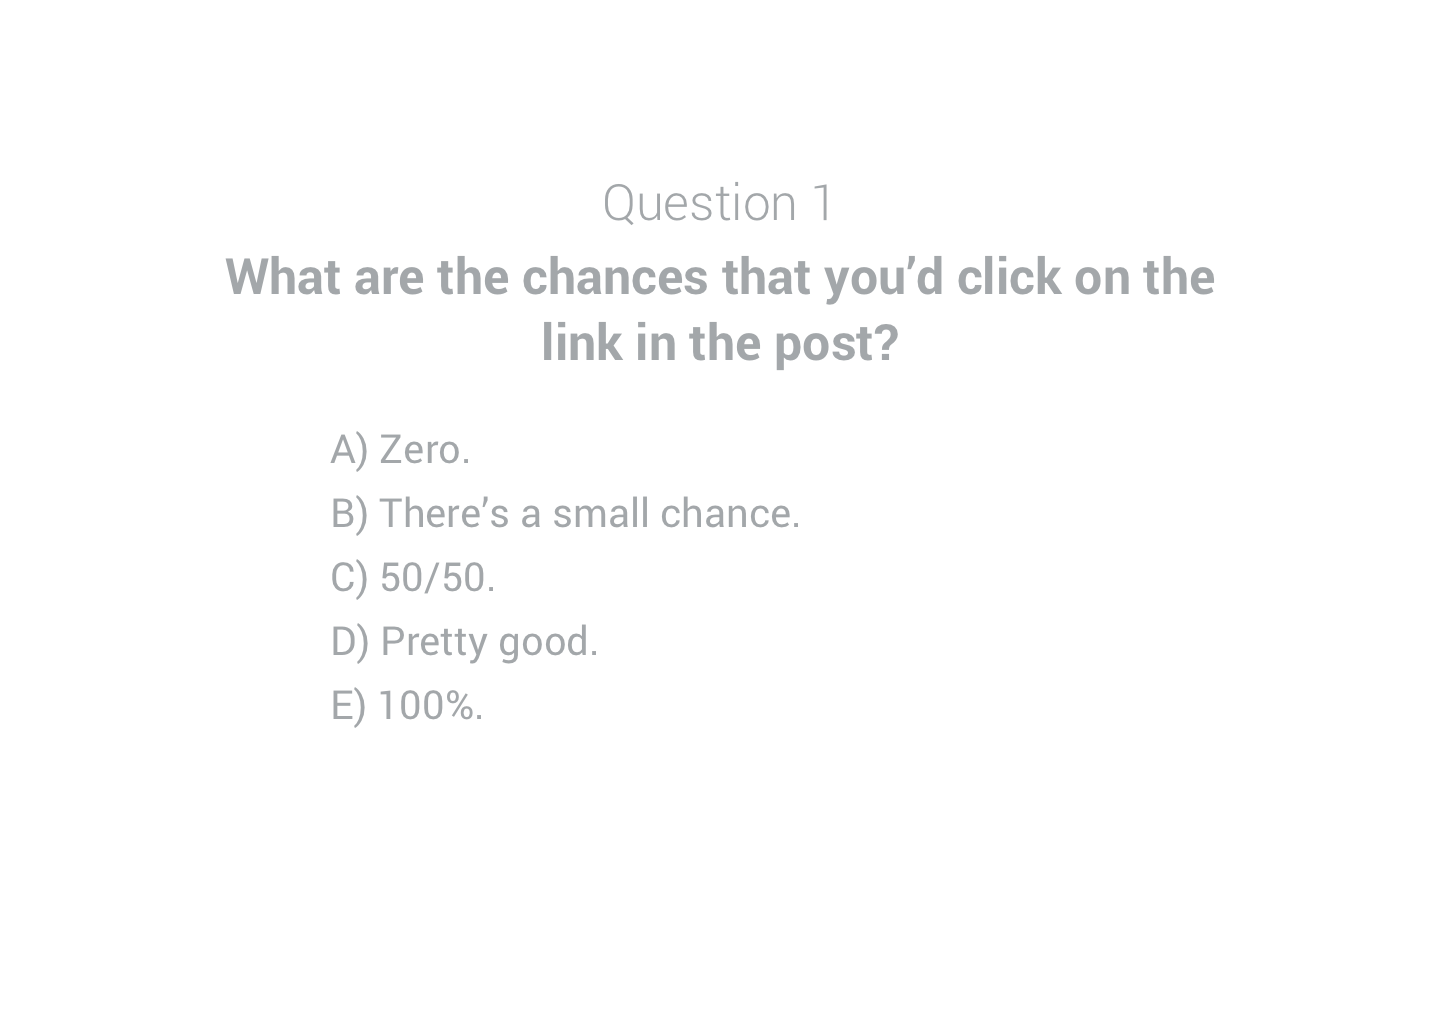 Question 1
What are the chances that you’d click on the
link in the post?
A) Zero.
B) There’s a small chance.
C) 50/50.
D) Pretty good.
E) 100%.